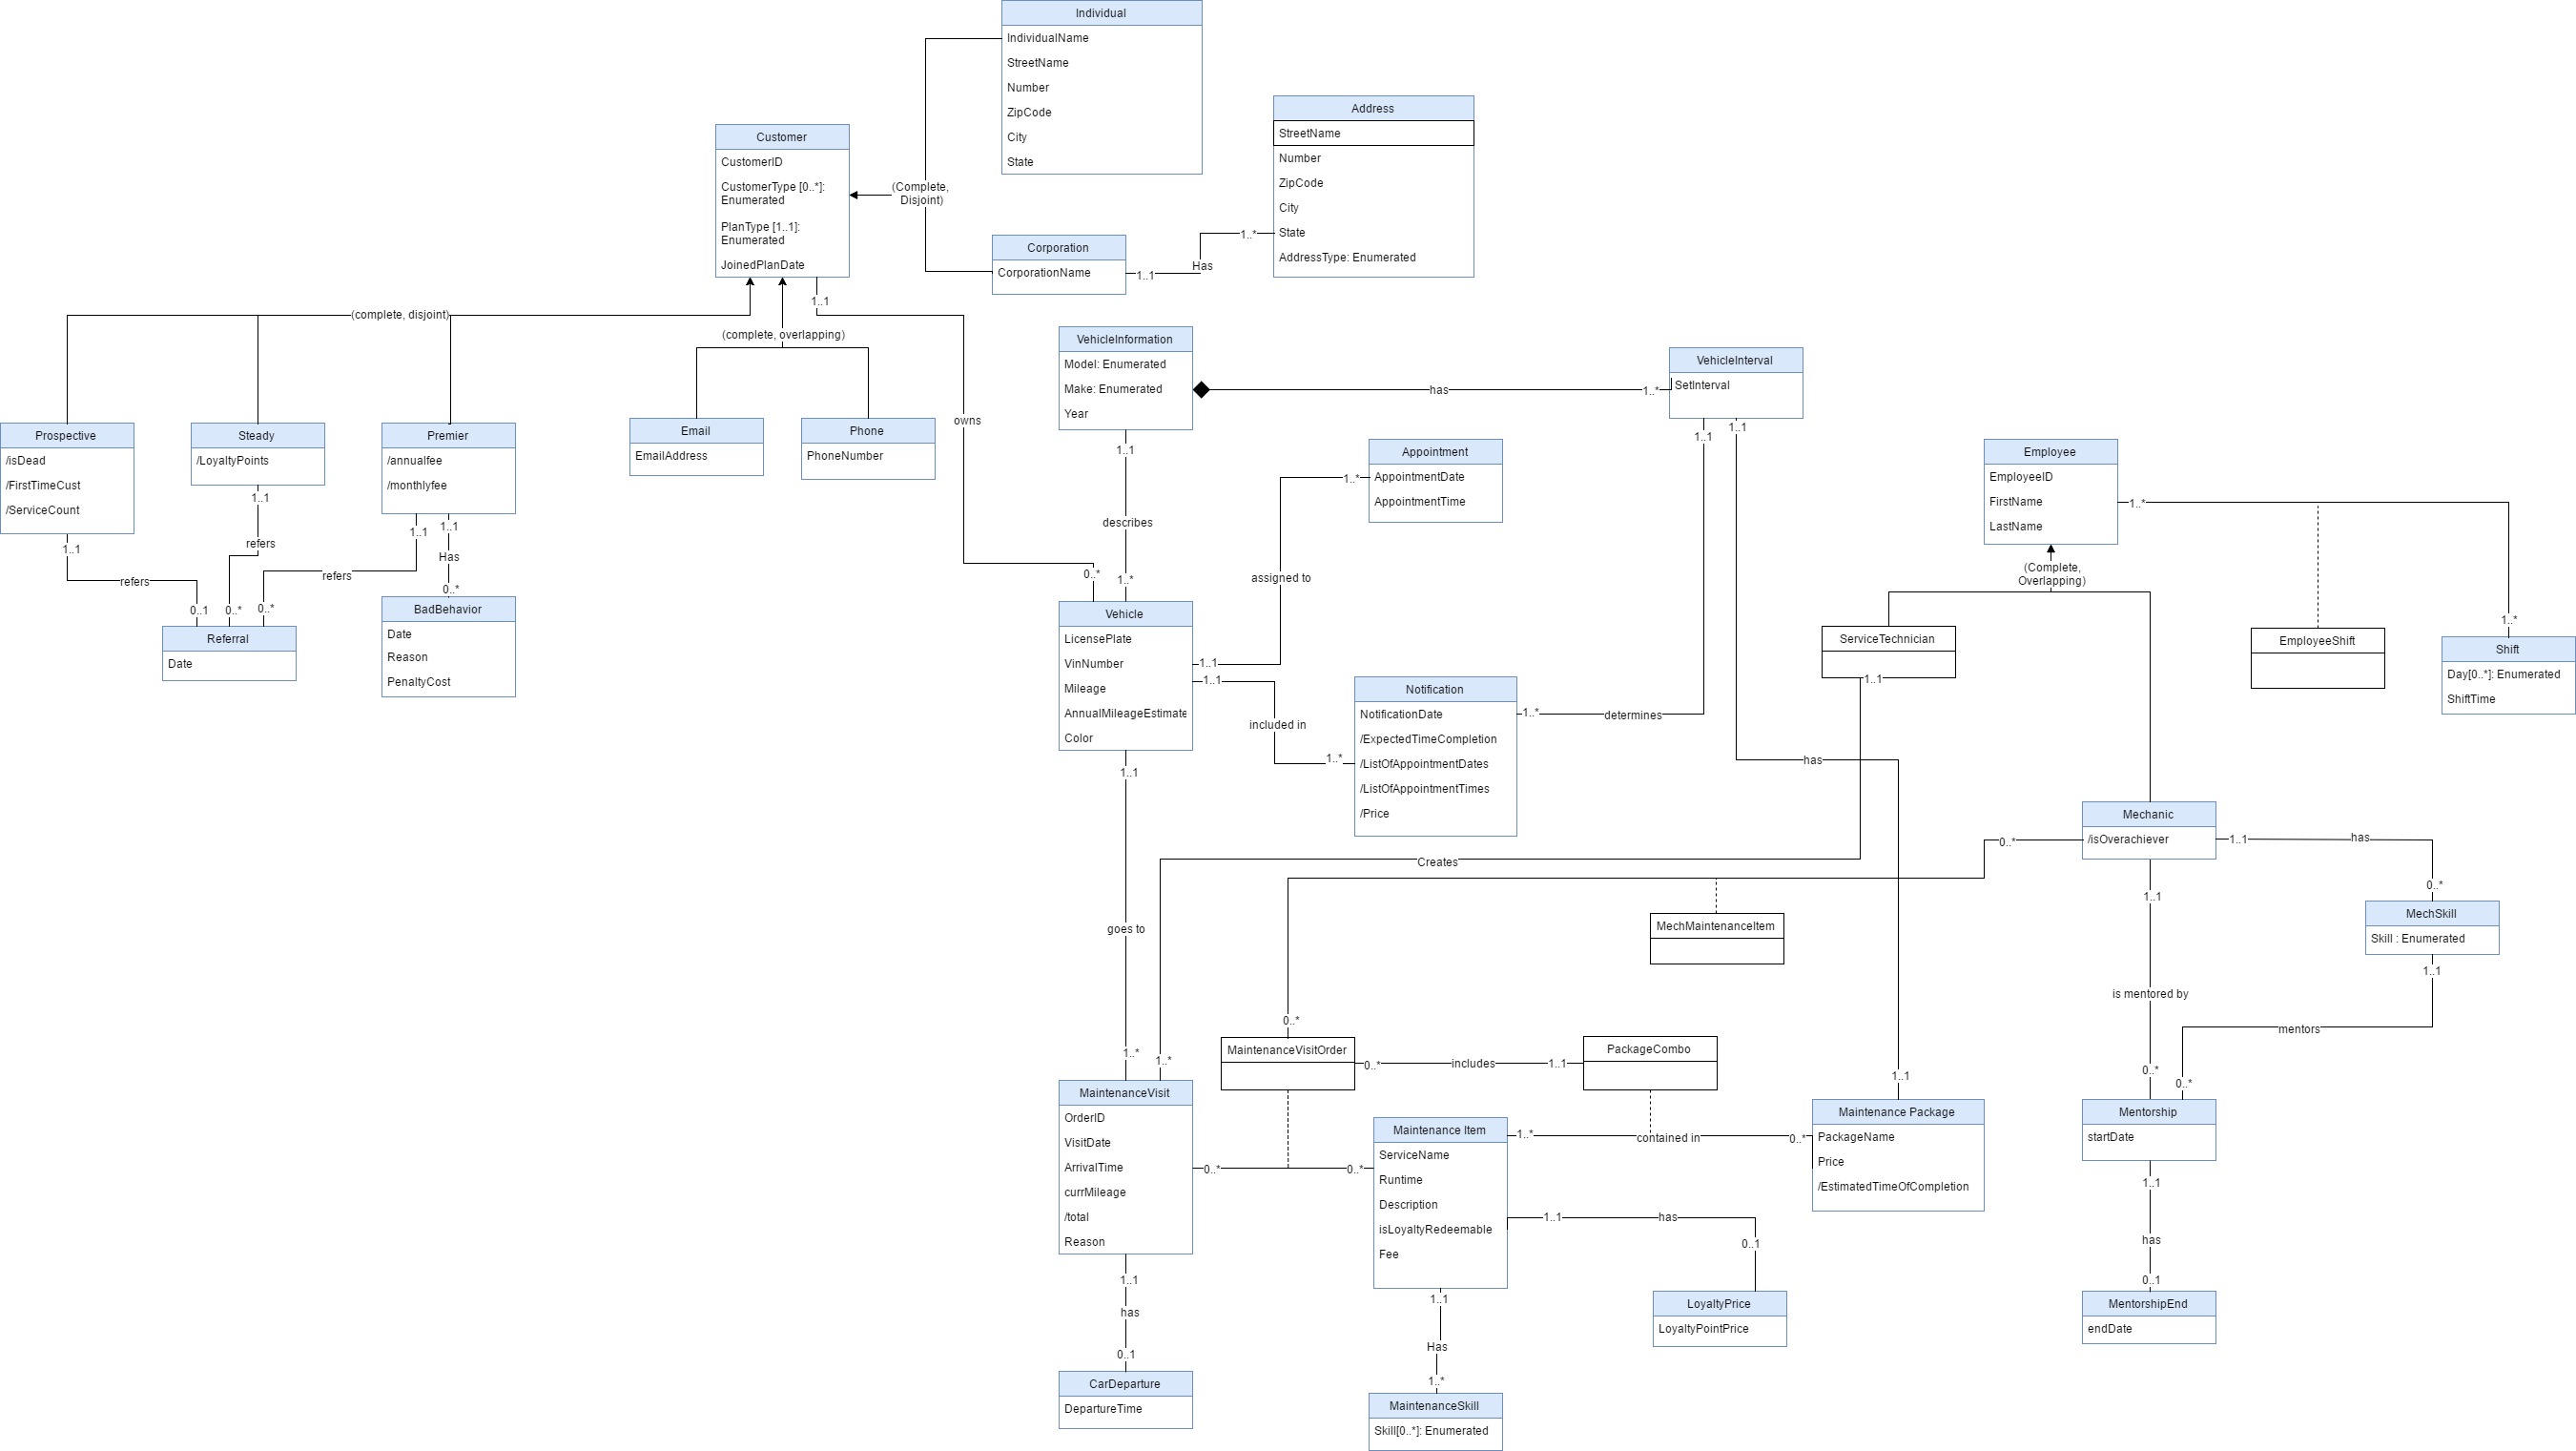 Individual
IndividualName
StreetName
Number
ZipCode
City
State
Address
StreetName
Number
ZipCode
City
State
AddressType: Enumerated
Customer
CustomerID
CustomerType [0..*]:
Enumerated
PlanType [1..1]:
Enumerated
JoinedPlanDate
(Complete,
Disjoint)
Corporation
CorporationName
1..1
Has
1..*
1..1
(complete, disjoint)
(complete, overlapping)
owns
0..*
Prospective
/isDead
/FirstTimeCust
/ServiceCount
Steady
/LoyaltyPoints
Premier
/annualfee
/monthlyfee
Email
EmailAddress
Phone
PhoneNumber
1..1
refers
0..1
1..1
refers
0..*
1..1
refers
0..*
1..1
Has
0..*
Referral
Date
BadBehavior
Date
Reason
PenaltyCost
VehicleInformation
Model: Enumerated
Make: Enumerated
Year
has
1..*
VehicleInterval
SetInterval
1..1
describes
1..*
Appointment
AppointmentDate
AppointmentTime
1..*
assigned to
1..1
Vehicle
LicensePlate
VinNumber
Mileage
AnnualMileageEstimate
Color
1..1
included in
1..*
Notification
NotificationDate
/ExpectedTimeCompletion
/ListOfAppointmentDates
/ListOfAppointmentTimes
/Price
1..*
determines
1..1
1..1
has
1..1
Employee
EmployeeID
FirstName
LastName
1..*
1..*
(Complete,
Overlapping)
ServiceTechnician
1..1
EmployeeShift
Shift
Day[0..*]: Enumerated
ShiftTime
Creates
1..*
1..1
goes to
1..*
Mechanic
/isOverachiever
0..*
0..*
1..1
has
0..*
MechMaintenanceItem
MechSkill
Skill : Enumerated
1..1
is mentored by
0..*
1..1
mentors
0..*
MaintenanceVisitOrder
0..*
includes
1..1
PackageCombo
MaintenanceVisit
OrderID
VisitDate
ArrivalTime
currMileage
/total
Reason
0..*
0..*
Maintenance Item
ServiceName
Runtime
Description
isLoyaltyRedeemable
Fee
1..*
contained in
0..*
Maintenance Package
PackageName
Price
/EstimatedTimeOfCompletion
Mentorship
startDate
1..1
has
0..1
1..1
has
0..1
LoyaltyPrice
LoyaltyPointPrice
MentorshipEnd
endDate
1..1
has
0..1
CarDeparture
DepartureTime
1..1
Has
1..*
MaintenanceSkill
Skill[0..*]: Enumerated